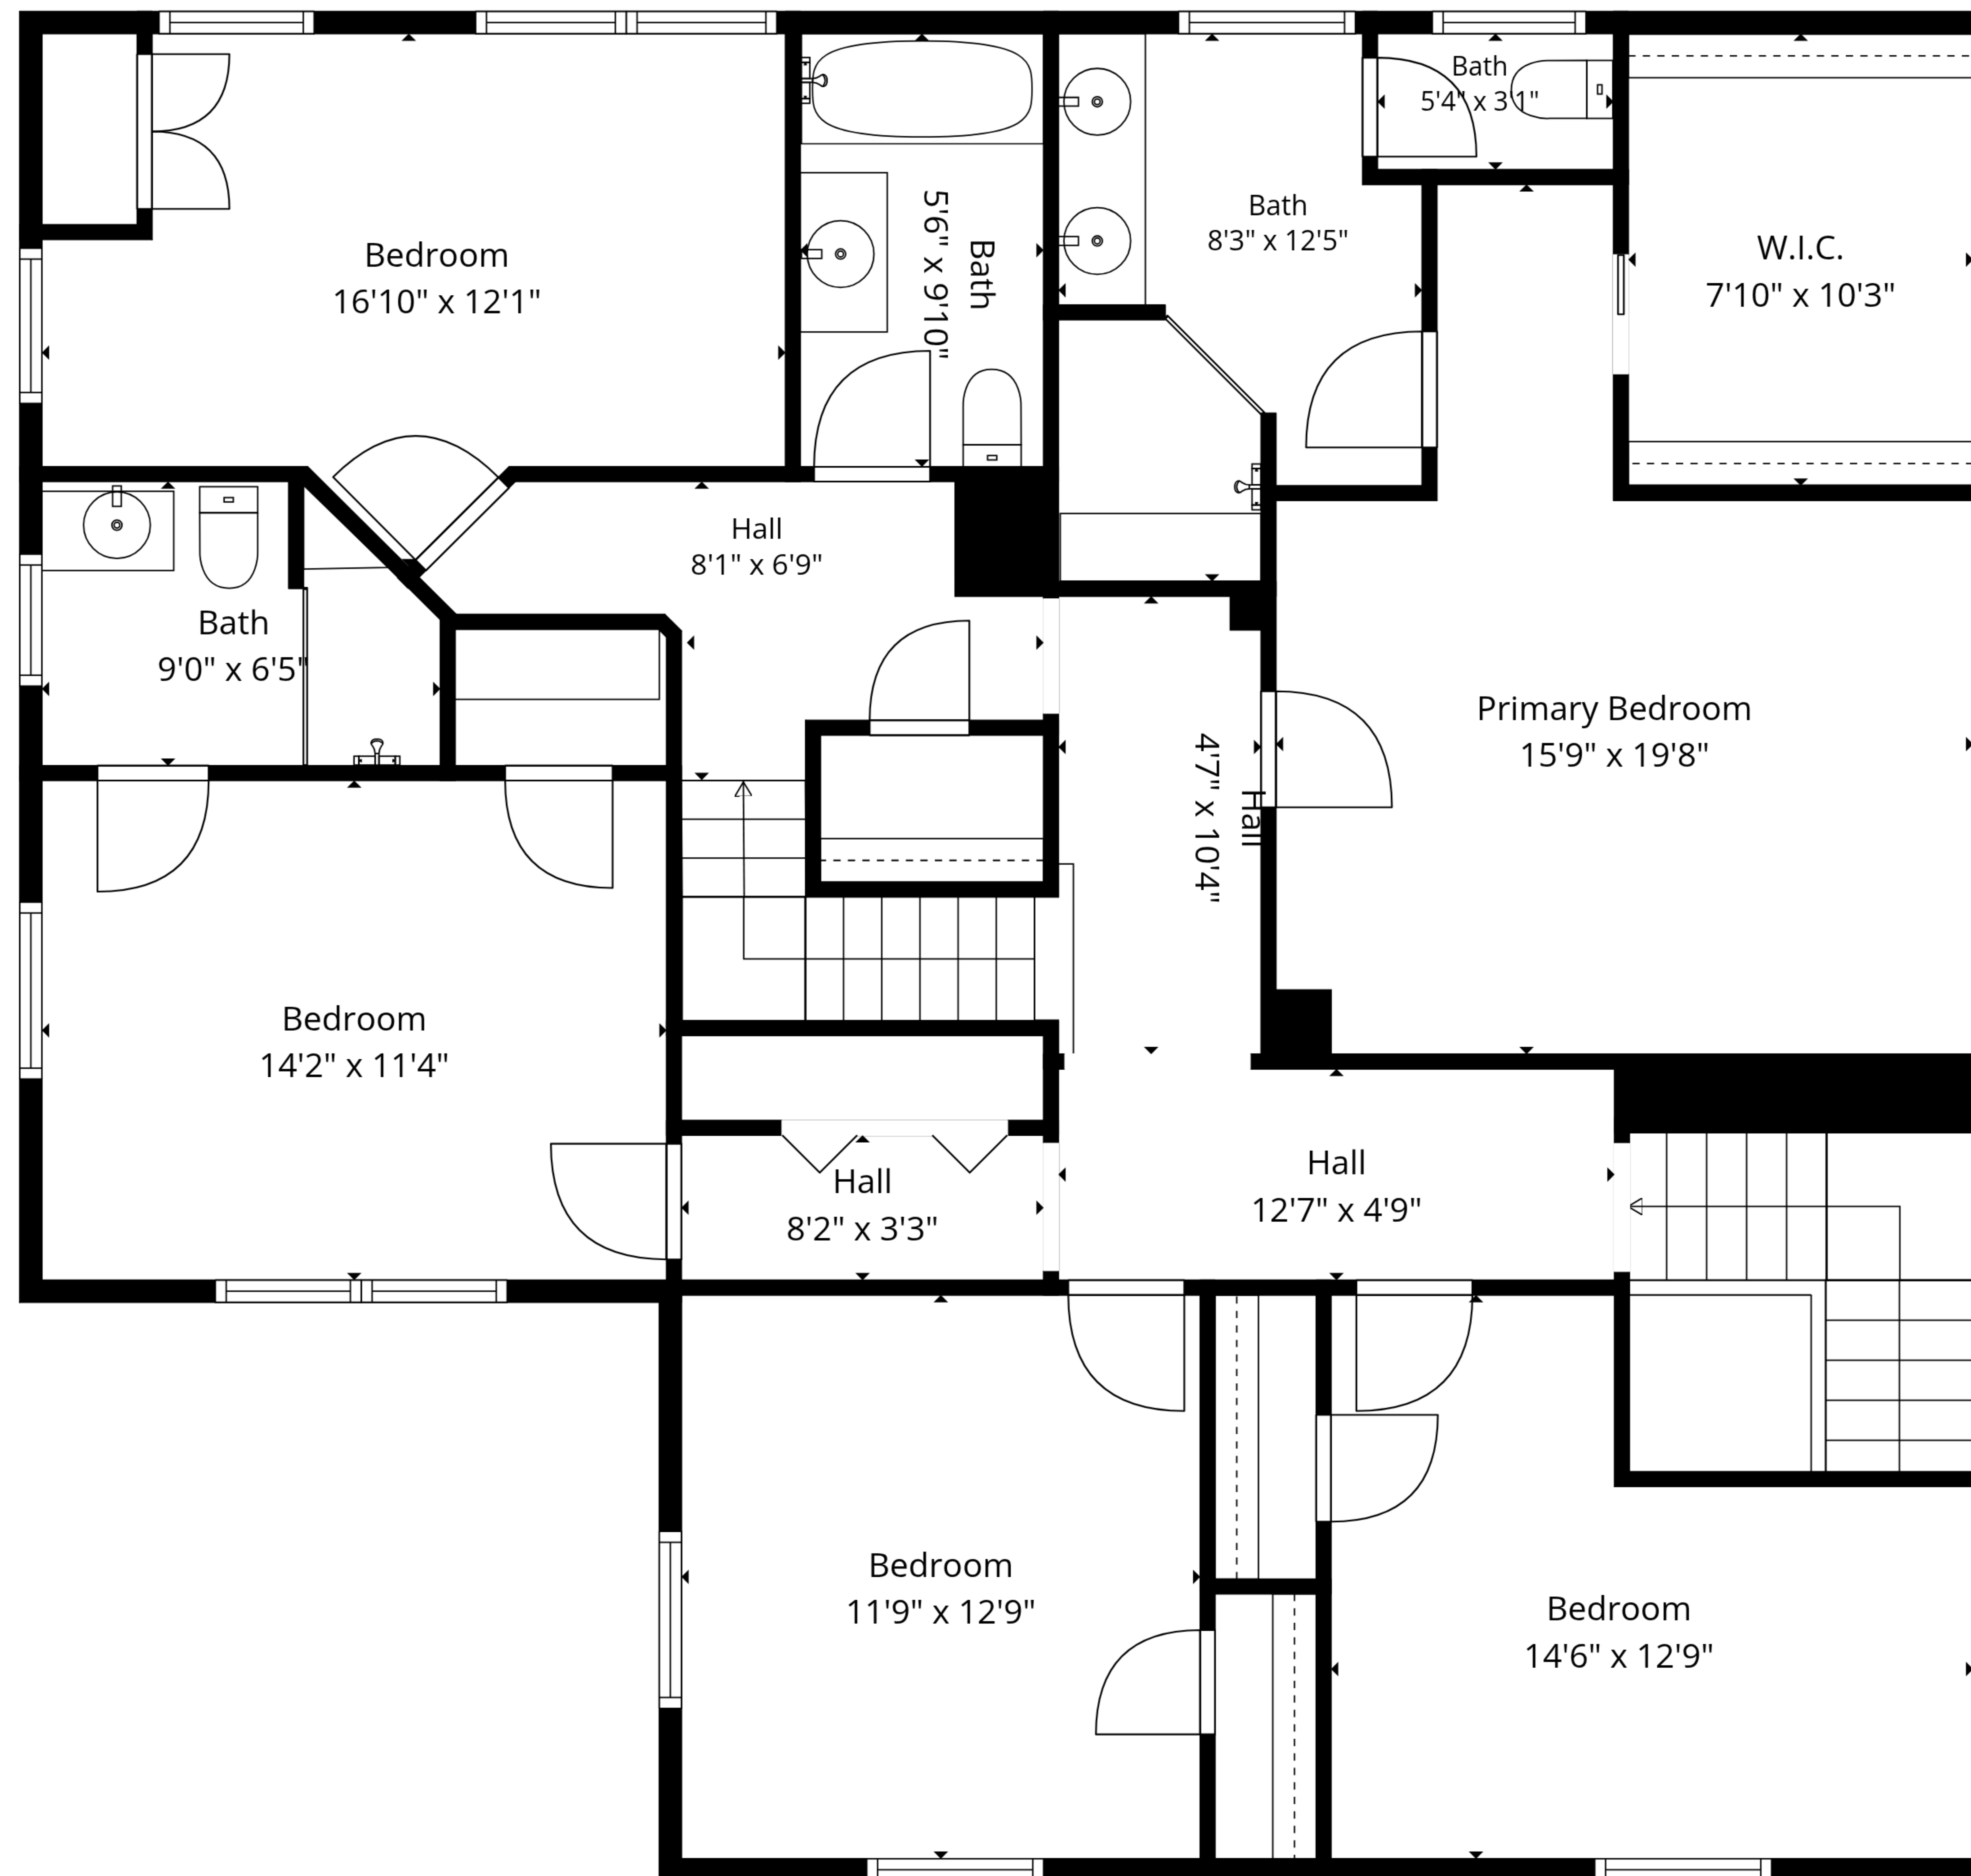 Bath
5'4" x 3'1"
Bath
8'3" x 12'5"
Bedroom
16'10" x 12'1"
Bath
5'6" x 9'10"
W.I.C.
7'10" x 10'3"
Hall
8'1" x 6'9"
Bath
9'0" x 6'5"
Primary Bedroom
15'9" x 19'8"
Hall
4'7" x 10'4"
Bedroom
14'2" x 11'4"
Hall
8'2" x 3'3"
Hall
12'7" x 4'9"
Bedroom
11'9" x 12'9"
Bedroom
14'6" x 12'9"